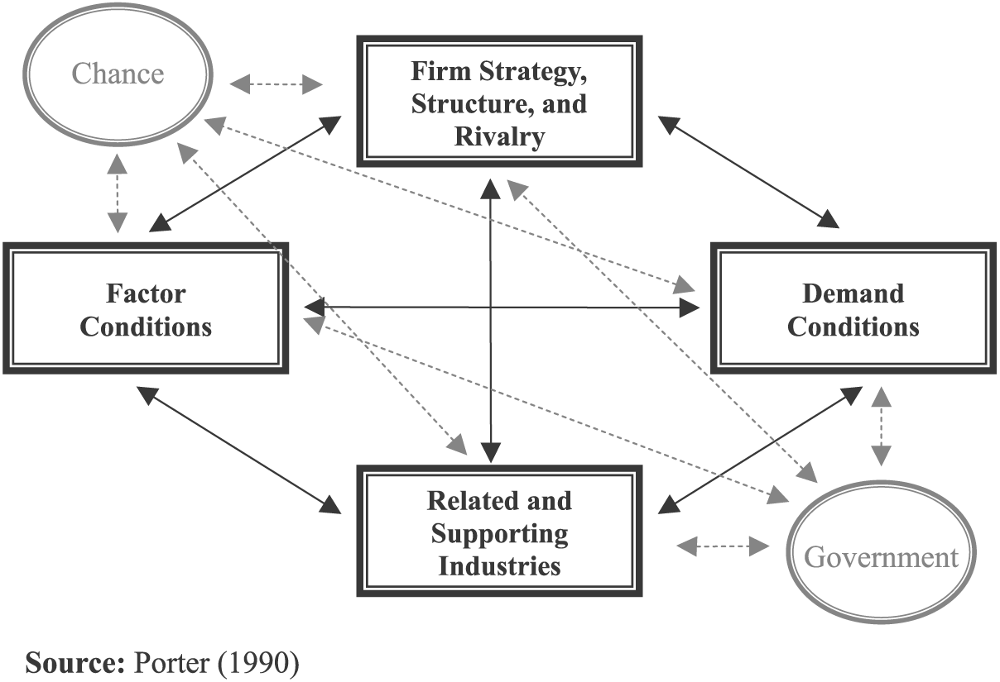 Chance
Firm Strategy,
Structure, and
Rivalry
Factor
Conditions
Demand
Conditions
Related and
Supporting
Industries
Government
Source: Porter (1990)